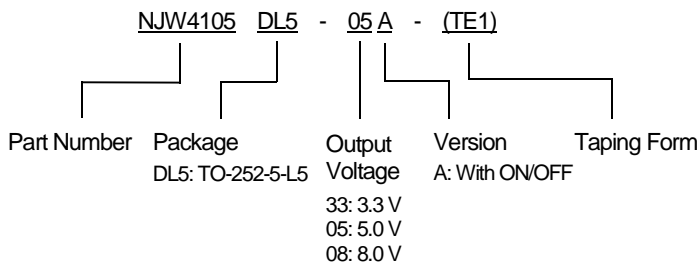 NJW4105 DL5 - 05 A - (TE1)
Part Number Package Output Voltage Version Taping Form
DL5: TO-252-5-L5 A: With ON/OFF
33: 3.3 V
05: 5.0 V
08: 8.0 V